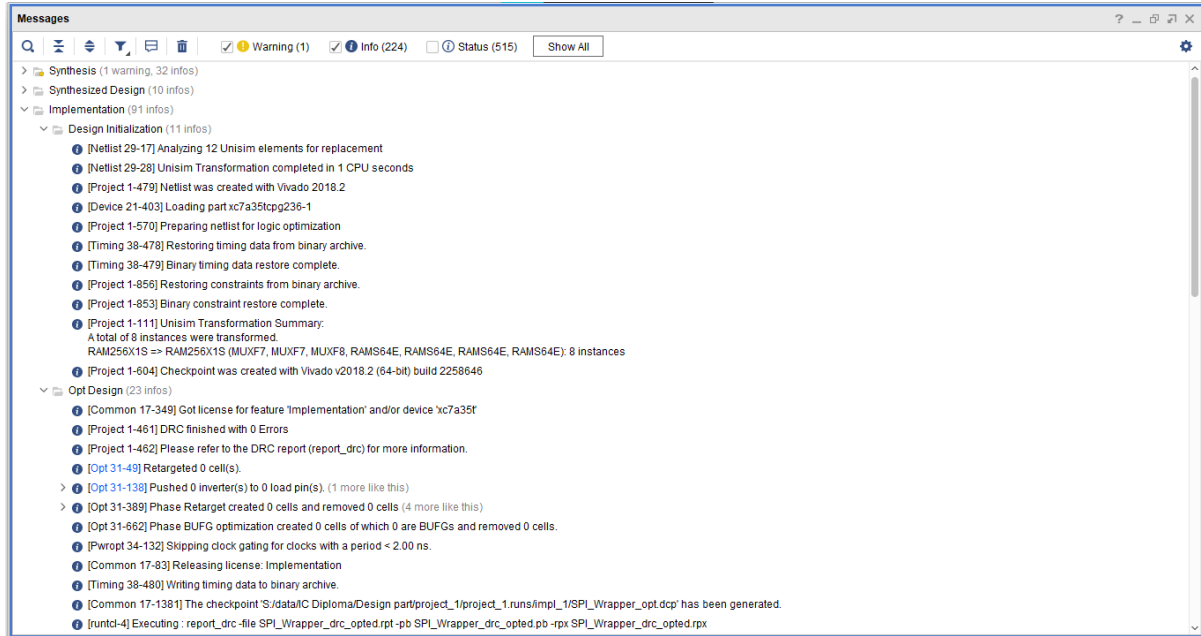 Messages
Warning (1) Info (224) Status (515) Show All
Synthesis (1 warning, 32 infos)
Synthesized Design (10 infos)
Implementation (91 infos)
Design Initialization (11 infos)
[Netlist 29-17] Analyzing 12 Unisim elements for replacement
[Netlist 29-28] Unisim Transformation completed in 1 CPU seconds
[Project 1-479] Netlist was created with Vivado 2018.2
[Device 21-403] Loading part xc7a35tcpg236-1
[Project 1-570] Preparing netlist for logic optimization
[Timing 38-478] Restoring timing data from binary archive.
[Timing 38-479] Binary timing data restore complete.
[Project 1-856] Restoring constraints from binary archive.
[Project 1-853] Binary constraint restore complete.
[Project 1-111] Unisim Transformation Summary:
A total of 8 instances were transformed.
RAM256X1S => RAM256X1S (MUXF7, MUXF7, MUXF8, RAMS64E, RAMS64E, RAMS64E, RAMS64E): 8 instances
[Project 1-604] Checkpoint was created with Vivado v2018.2 (64-bit) build 2258646
Opt Design (23 infos)
[Common 17-349] Got license for feature 'Implementation' and/or device 'xc7a35t'
[Project 1-461] DRC finished with 0 Errors
[Project 1-462] Please refer to the DRC report (report_drc) for more information.
[Opt 31-49] Retargeted 0 cell(s).
[Opt 31-138] Pushed 0 inverter(s) to 0 load pin(s). (1 more like this)
[Opt 31-389] Phase Retarget created 0 cells and removed 0 cells (4 more like this)
[Opt 31-662] Phase BUFG optimization created 0 cells of which 0 are BUFGs and removed 0 cells.
[Pwropt 34-132] Skipping clock gating for clocks with a period < 2.00 ns.
[Common 17-83] Releasing license: Implementation
[Timing 38-480] Writing timing data to binary archive.
[Common 17-1381] The checkpoint 'S:/data/IC Diploma/Design part/project_1/project_1.runs/impl_1/SPI_Wrapper_opt.dcp' has been generated.
[runtcl-4] Executing : report_drc -file SPI_Wrapper_drc_opted.rpt -pb SPI_Wrapper_drc_opted.pb -rpx SPI_Wrapper_drc_opted.rpx